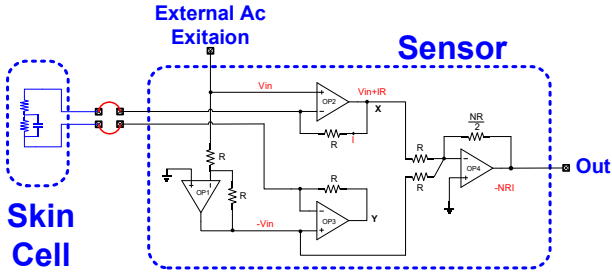 External Ac
Exitaion
Sensor
Vin
Vin+IR
OP2
X
R
I
NR
2
R
R
OP4
Out
-NRI
R
OP1
R
R
OP3
Y
-Vin
Skin
Cell